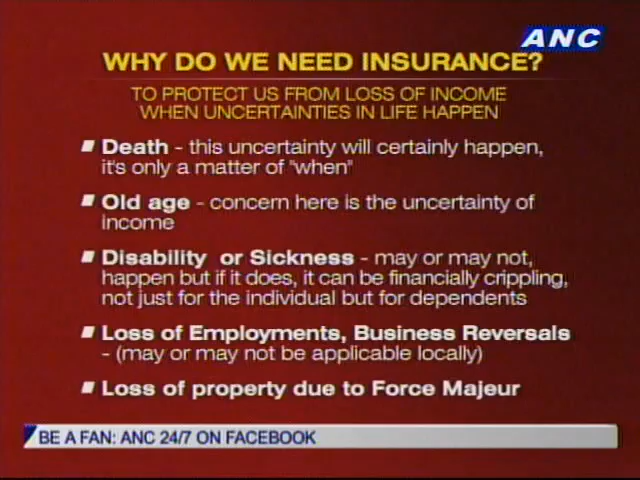 ANC
WHY DO WE NEED INSURANCE?
TO PROTECT US FROM LOSS OF INCOME
WHEN UNCERTAINTIES IN LIFE HAPPEN
Death - this uncertainty will certainly happen,
it's only a matter of "when"
Old age - concern here is the uncertainty of
income
Disability or Sickness - may or may not,
happen but if it does, it can be financially crippling,
not just for the individual but for dependents
Loss of Employments, Business Reversals
- (may or may not be applicable locally)
Loss of property due to Force Majeur
BE A FAN: ANC 24/7 ON FACEBOOK